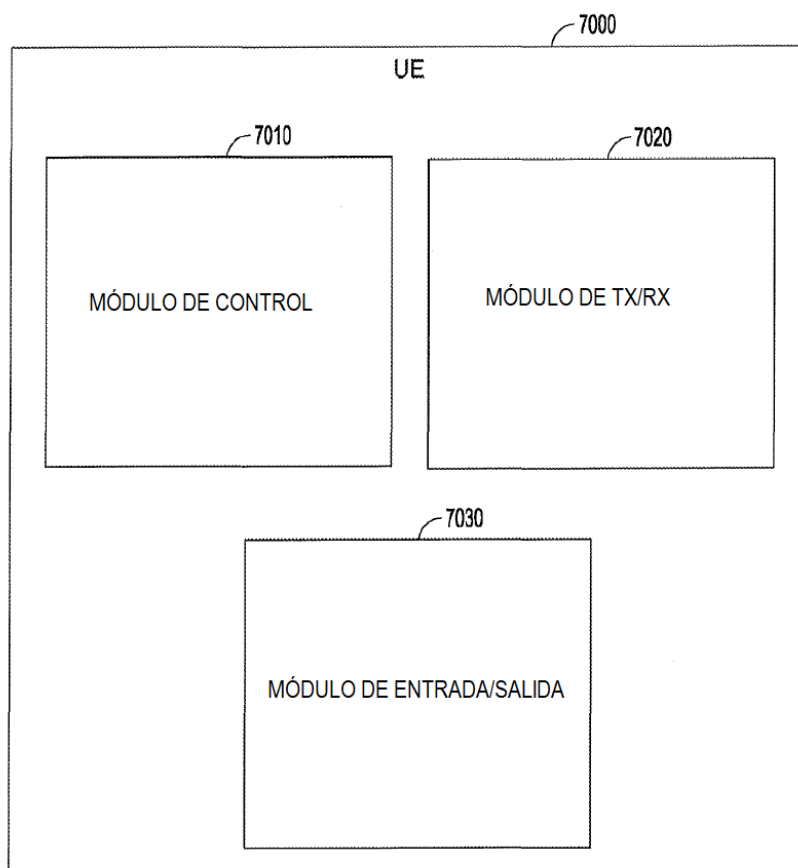 7000
UE
7010
7020
MÓDULO DE CONTROL
MÓDULO DE TX/RX
7030
MÓDULO DE ENTRADA/SALIDA